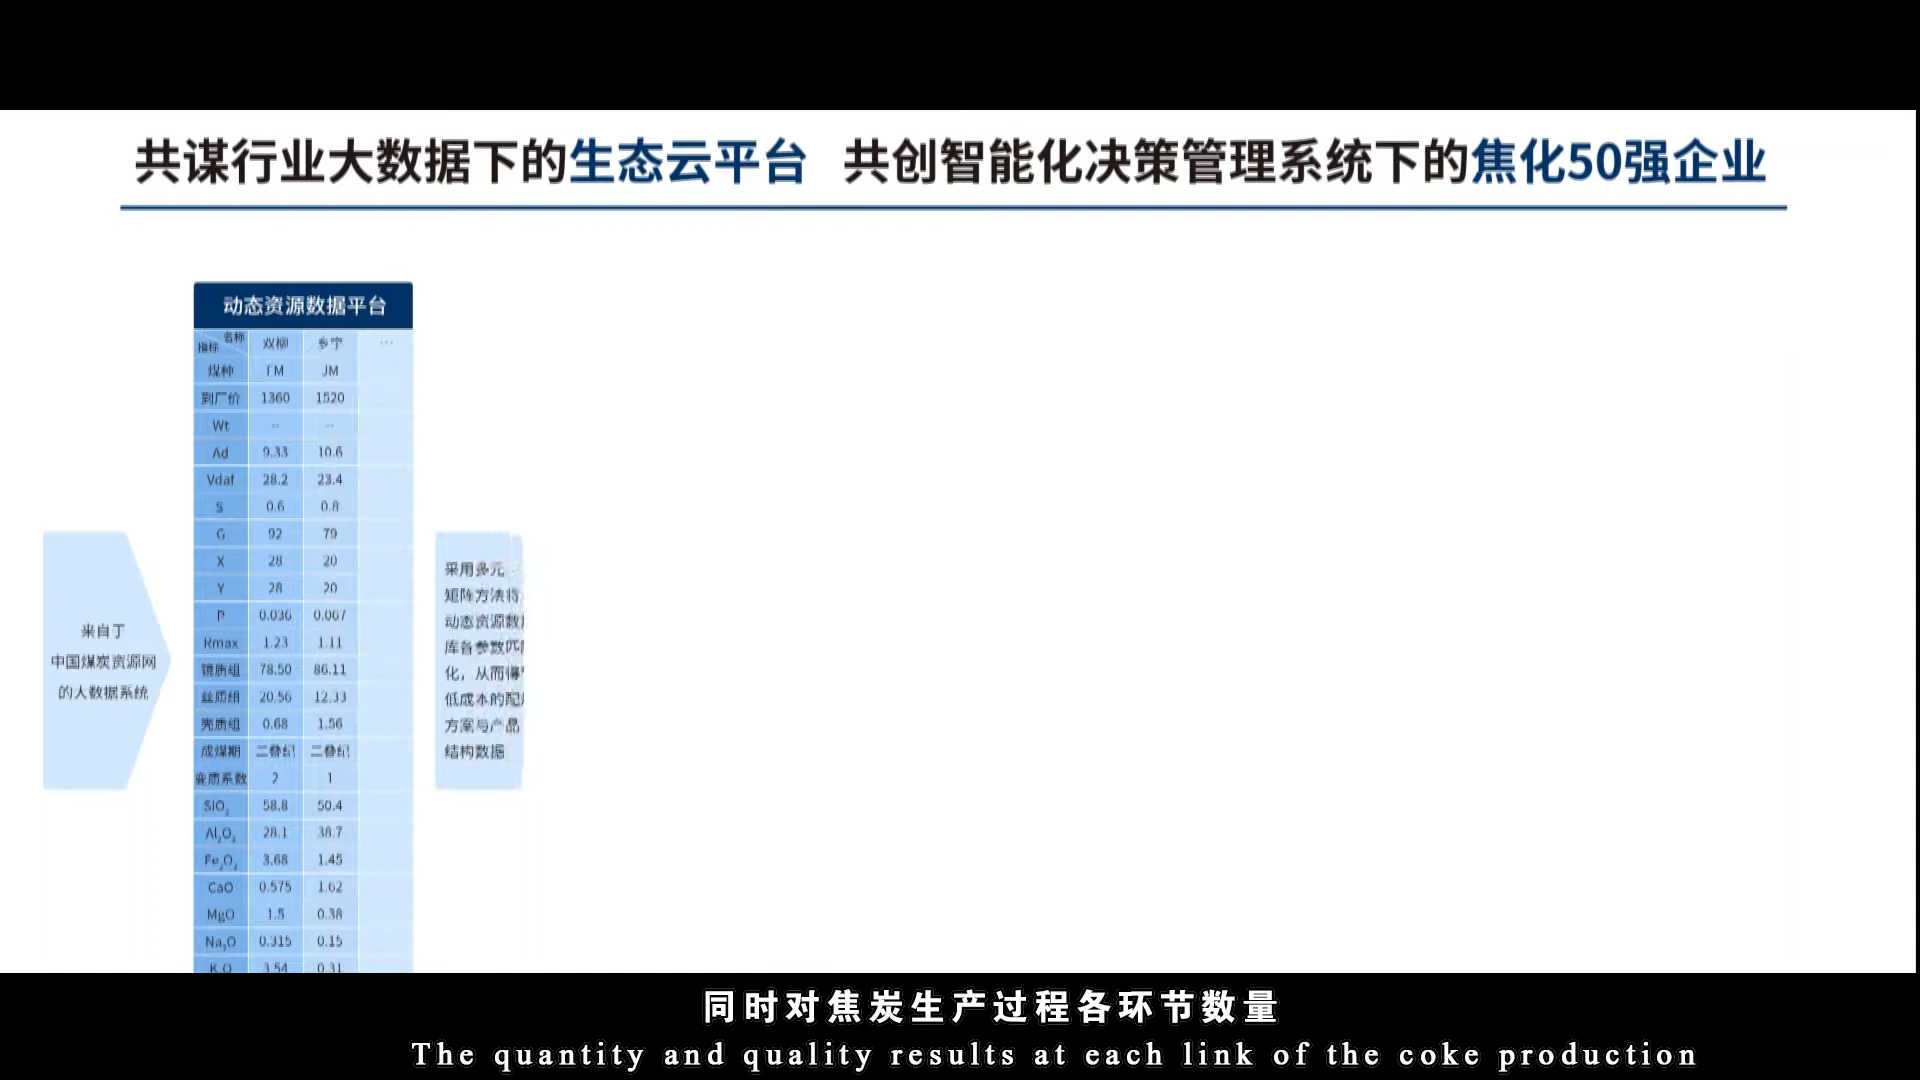 共谋行业大数据下的生态云平台 共创智能化决策管理系统下的焦化50强企业
动态资源数据平台
名称 双柳 乡宁 ...
指标
煤种 FM JM
到厂价 1360 1520
Wt -- --
Ad 9.33 10.6
Vdaf 28.2 23.4
S 0.6 0.8
G 92 79
X 28 20
Y 28 20
P 0.036 0.067
Rmax 1.23 1.11
镜质组 78.50 86.11
丝质组 20.56 12.33
壳质组 0.68 1.56
成煤期 二叠纪 二叠纪
变质系数 2 1
SiO₂ 58.8 50.4
Al₂O₃ 28.1 38.7
Fe₂O₃ 3.68 1.45
CaO 0.575 1.62
MgO 1.5 0.38
Na₂O 0.315 0.15
K₂O 3.54 0.31
来自于
中国煤炭资源网
的大数据系统
采用多元
矩阵方法将
动态资源数
库各参数匹
化，从而得
低成本的配
方案与产品
结构数据
同时对焦炭生产过程各环节数量
The quantity and quality results at each link of the coke production